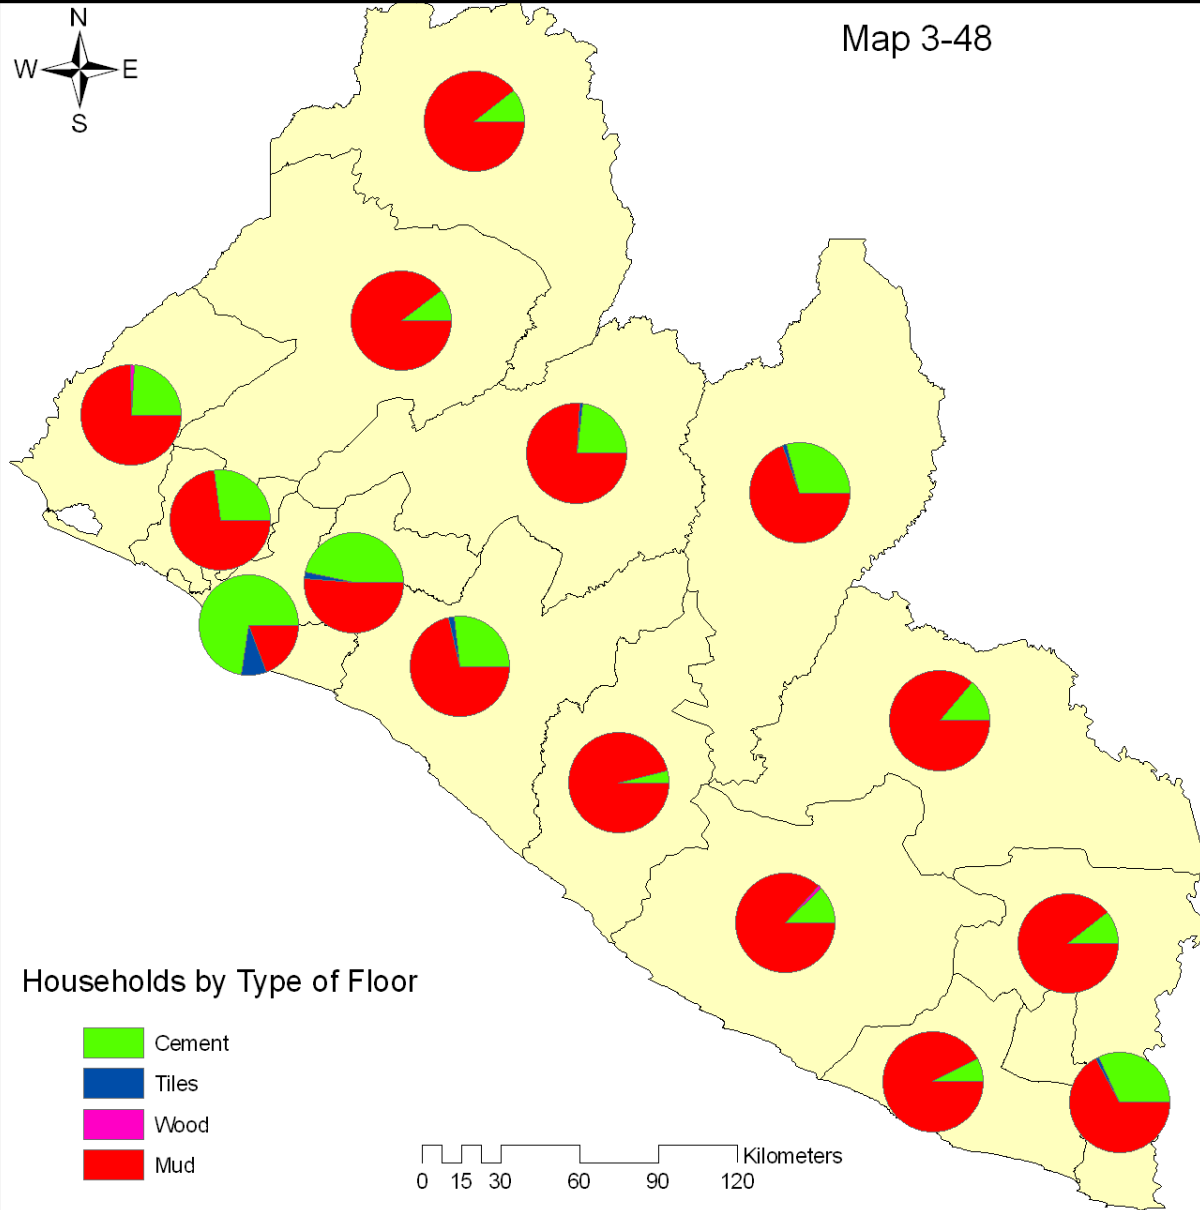 N
Map 3-48
W E
S
Households by Type of Floor
Cement
Tiles
Wood
Mud
Kilometers
0 15 30 60 90 120